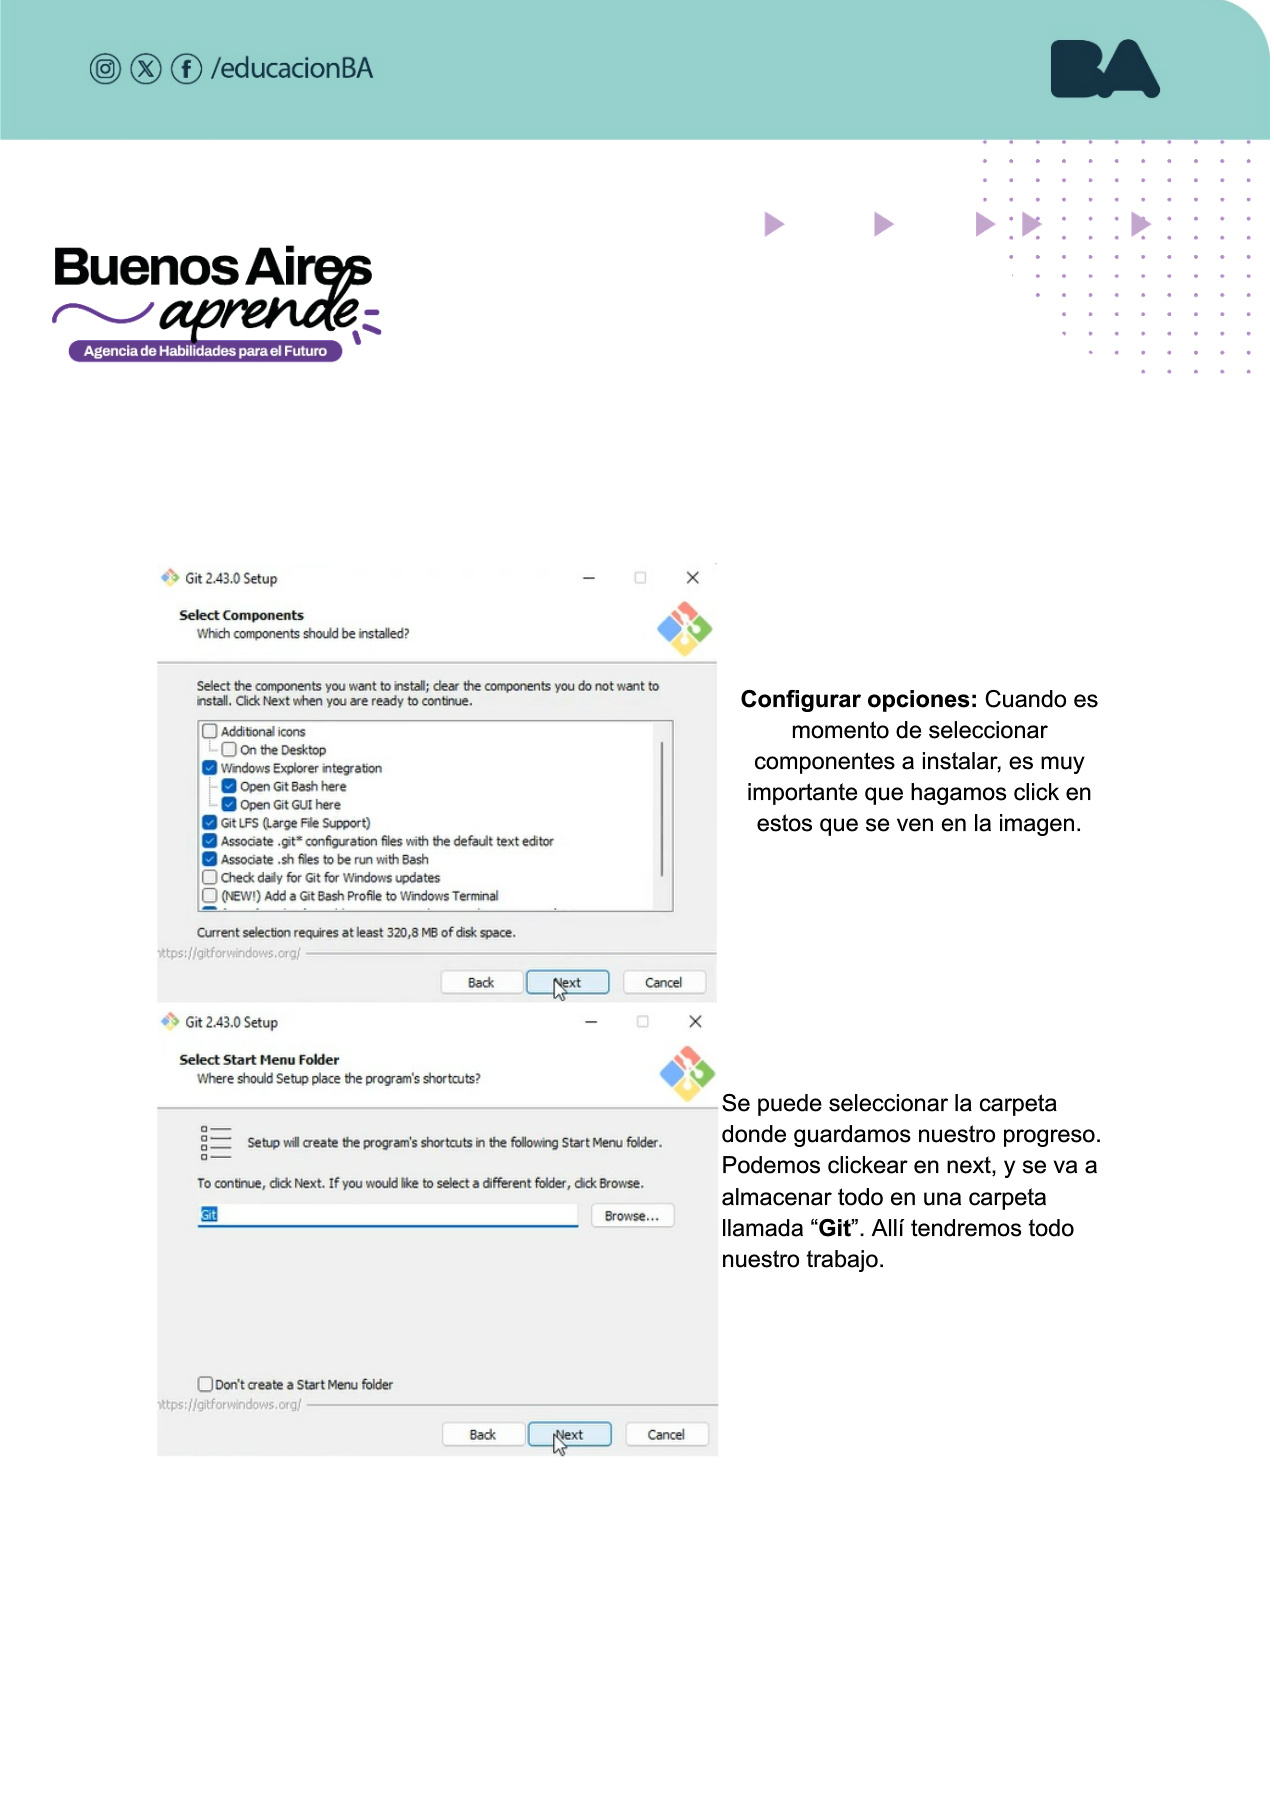 /educacionBA
BA
Buenos Aires
aprende
Agencia de Habilidades para el Futuro
Git 2.43.0 Setup
Select Components
Which components should be installed?
Select the components you want to install; clear the components you do not want to
install. Click Next when you are ready to continue.
Additional icons
On the Desktop
Windows Explorer integration
Open Git Bash here
Open Git GUI here
Git LFS (Large File Support)
Associate .git* configuration files with the default text editor
Associate .sh files to be run with Bash
Check daily for Git for Windows updates
(NEW!) Add a Git Bash Profile to Windows Terminal
Current selection requires at least 320,8 MB of disk space.
https://gitforwindows.org/
Back Next Cancel
Configurar opciones: Cuando es
momento de seleccionar
componentes a instalar, es muy
importante que hagamos click en
estos que se ven en la imagen.
Git 2.43.0 Setup
Select Start Menu Folder
Where should Setup place the program's shortcuts?
Setup will create the program's shortcuts in the following Start Menu folder.
To continue, click Next. If you would like to select a different folder, click Browse.
Git
Browse...
Don't create a Start Menu folder
https://gitforwindows.org/
Back Next Cancel
Se puede seleccionar la carpeta
donde guardamos nuestro progreso.
Podemos clickear en next, y se va a
almacenar todo en una carpeta
llamada “Git”. Allí tendremos todo
nuestro trabajo.